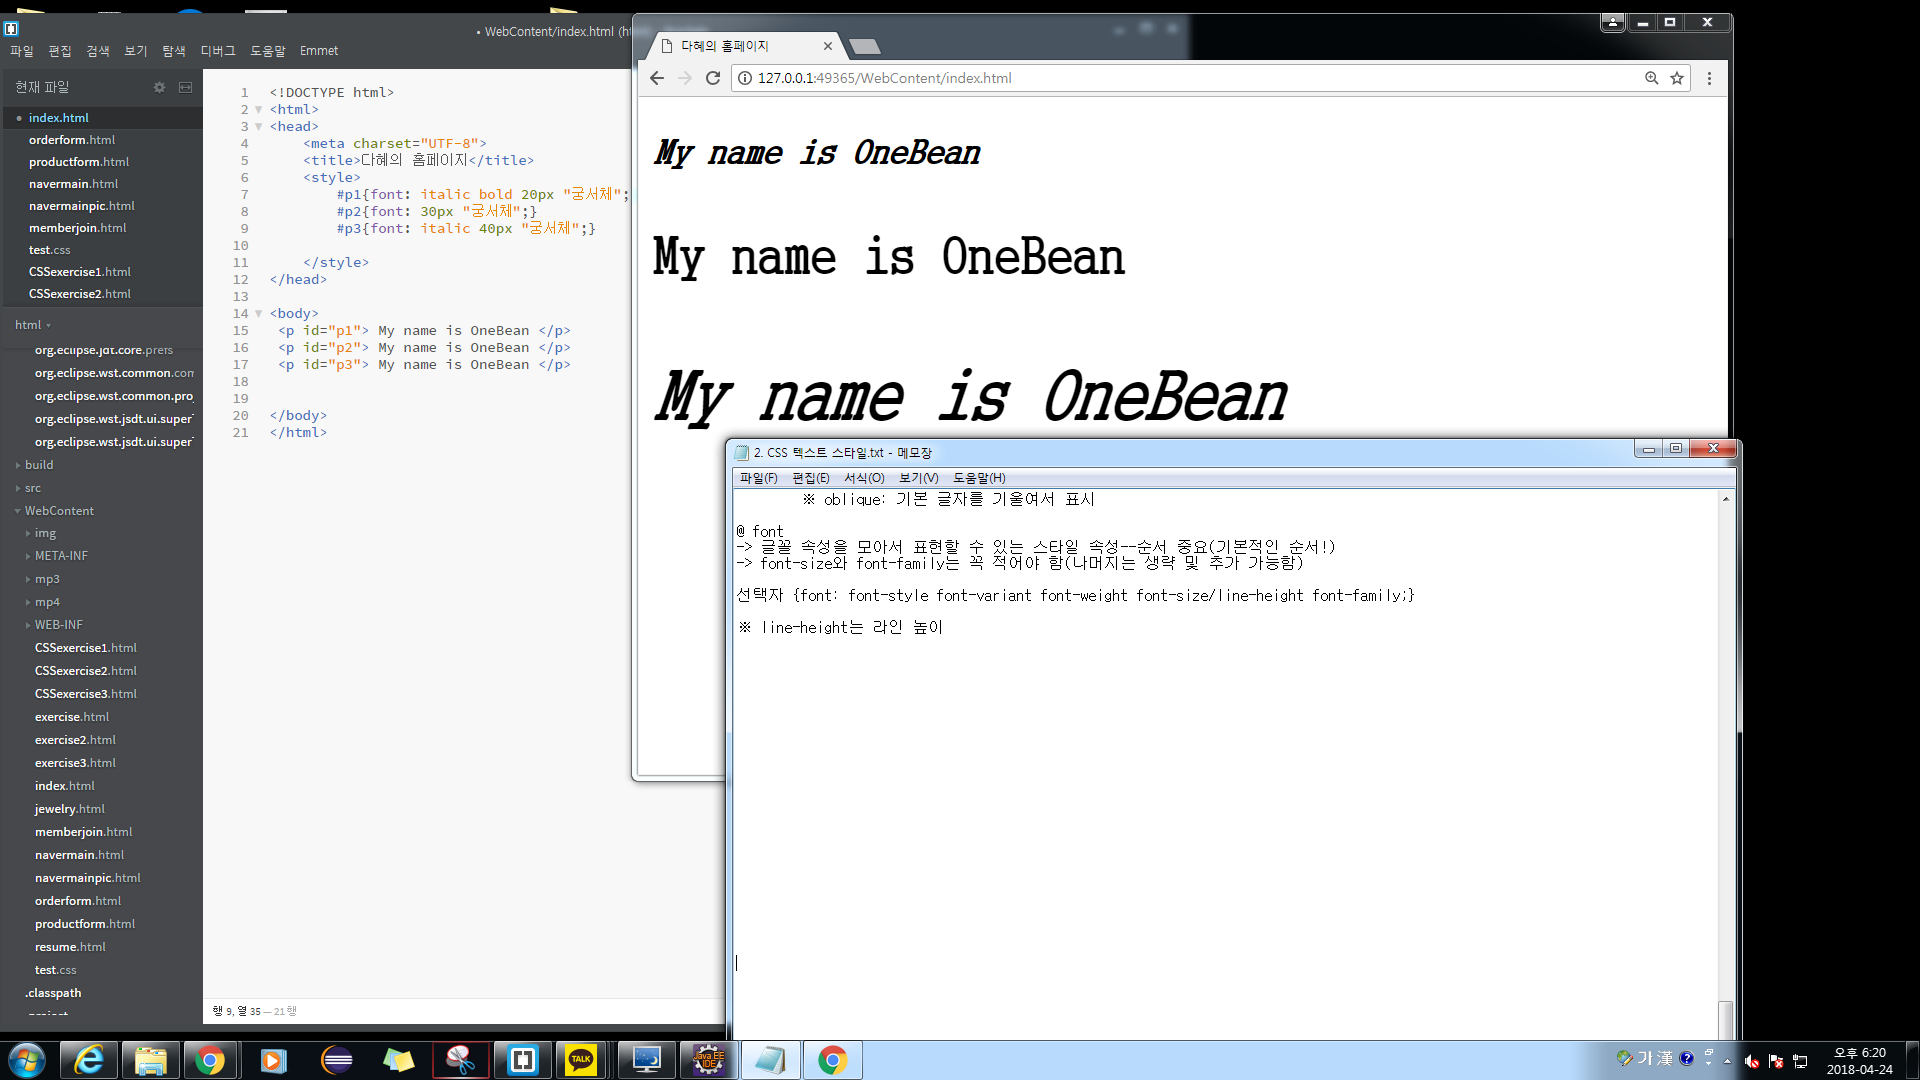 • WebContent/index.html (ht
파일 편집 검색 보기 탐색 디버그 도움말 Emmet
현재 파일
• index.html
orderform.html
productform.html
navermain.html
navermainpic.html
memberjoin.html
test.css
CSSexercise1.html
CSSexercise2.html
html
org.eclipse.jdt.core.prefs
org.eclipse.wst.common.com
org.eclipse.wst.common.pro
org.eclipse.wst.jsdt.ui.super
org.eclipse.wst.jsdt.ui.super
build
src
WebContent
img
META-INF
mp3
mp4
WEB-INF
CSSexercise1.html
CSSexercise2.html
CSSexercise3.html
exercise.html
exercise2.html
exercise3.html
index.html
jewelry.html
memberjoin.html
navermain.html
navermainpic.html
orderform.html
productform.html
resume.html
test.css
.classpath
.project
1 <!DOCTYPE html>
2 <html>
3 <head>
4 <meta charset="UTF-8">
5 <title>다혜의 홈페이지</title>
6 <style>
7 #p1{font: italic bold 20px "궁서체";
8 #p2{font: 30px "궁서체";}
9 #p3{font: italic 40px "궁서체";}
10
11 </style>
12 </head>
13
14 <body>
15 <p id="p1"> My name is OneBean </p>
16 <p id="p2"> My name is OneBean </p>
17 <p id="p3"> My name is OneBean </p>
18
19
20 </body>
21 </html>
행 9, 열 35 — 21 행
다혜의 홈페이지
127.0.0.1:49365/WebContent/index.html
My name is OneBean
My name is OneBean
My name is OneBean
2. CSS 텍스트 스타일.txt - 메모장
파일(F) 편집(E) 서식(O) 보기(V) 도움말(H)
※ oblique: 기본 글자를 기울여서 표시
@ font
-> 글꼴 속성을 모아서 표현할 수 있는 스타일 속성--순서 중요(기본적인 순서!)
-> font-size와 font-family는 꼭 적어야 함(나머지는 생략 및 추가 가능함)
선택자 {font: font-style font-variant font-weight font-size/line-height font-family;}
※ line-height는 라인 높이
TALK
Java EE
IDE
가 漢
오후 6:20
2018-04-24